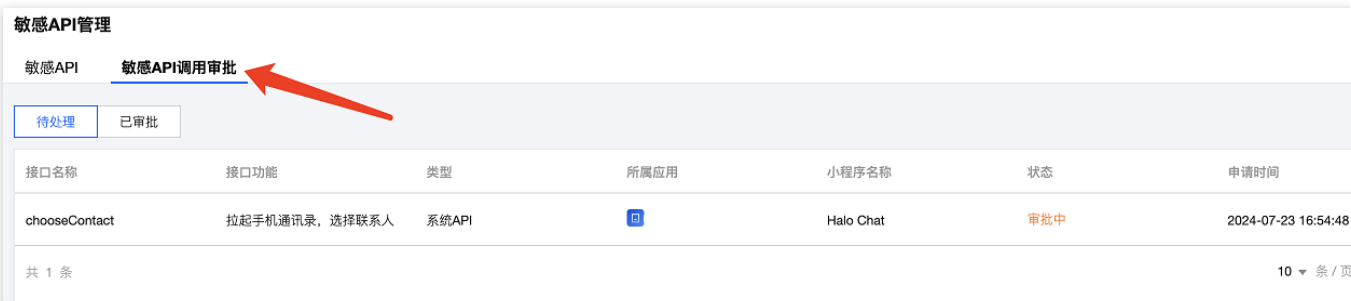 敏感API管理
敏感API 敏感API调用审批
待处理 已审批
接口名称 接口功能 类型 所属应用 小程序名称 状态 申请时间
chooseContact 拉起手机通讯录，选择联系人 系统API Halo Chat 审批中 2024-07-23 16:54:48
共 1 条 10 条 / 页